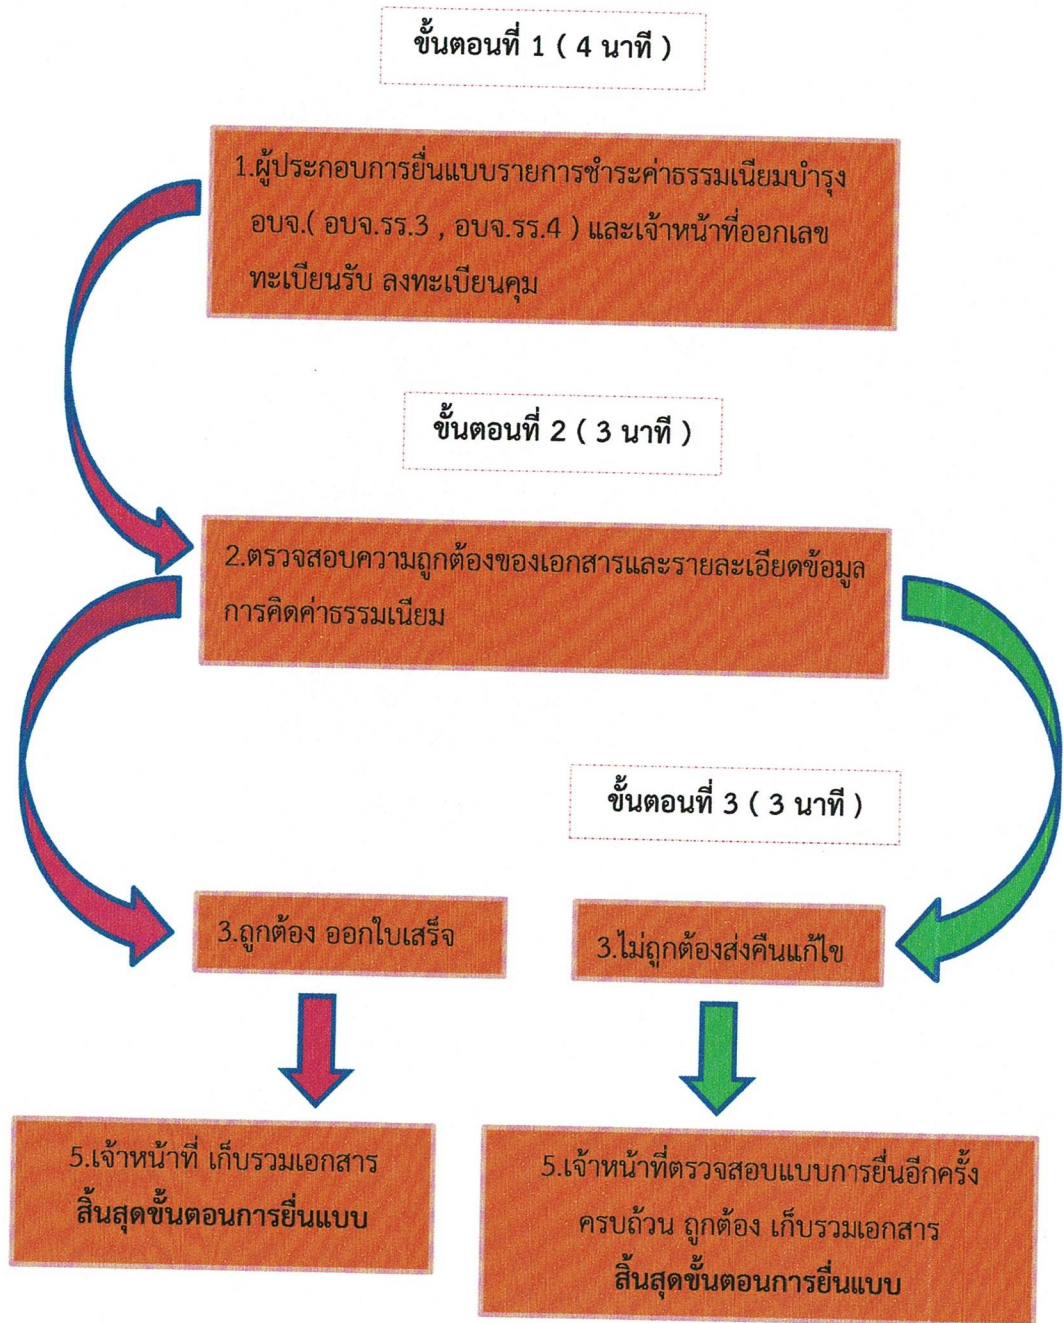 ขั้นตอนที่ 1 ( 4 นาที )
1.ผู้ประกอบการยื่นแบบรายการชำระค่าธรรมเนียมบำรุง
อบจ.( อบจ.รร.3 , อบจ.รร.4 ) และเจ้าหน้าที่ออกเลข
ทะเบียนรับ ลงทะเบียนคุม
ขั้นตอนที่ 2 ( 3 นาที )
2.ตรวจสอบความถูกต้องของเอกสารและรายละเอียดข้อมูล
การคิดค่าธรรมเนียม
ขั้นตอนที่ 3 ( 3 นาที )
3.ถูกต้อง ออกใบเสร็จ
3.ไม่ถูกต้องส่งคืนแก้ไข
5.เจ้าหน้าที่ เก็บรวมเอกสาร
สิ้นสุดขั้นตอนการยื่นแบบ
5.เจ้าหน้าที่ตรวจสอบแบบการยื่นอีกครั้ง
ครบถ้วน ถูกต้อง เก็บรวมเอกสาร
สิ้นสุดขั้นตอนการยื่นแบบ